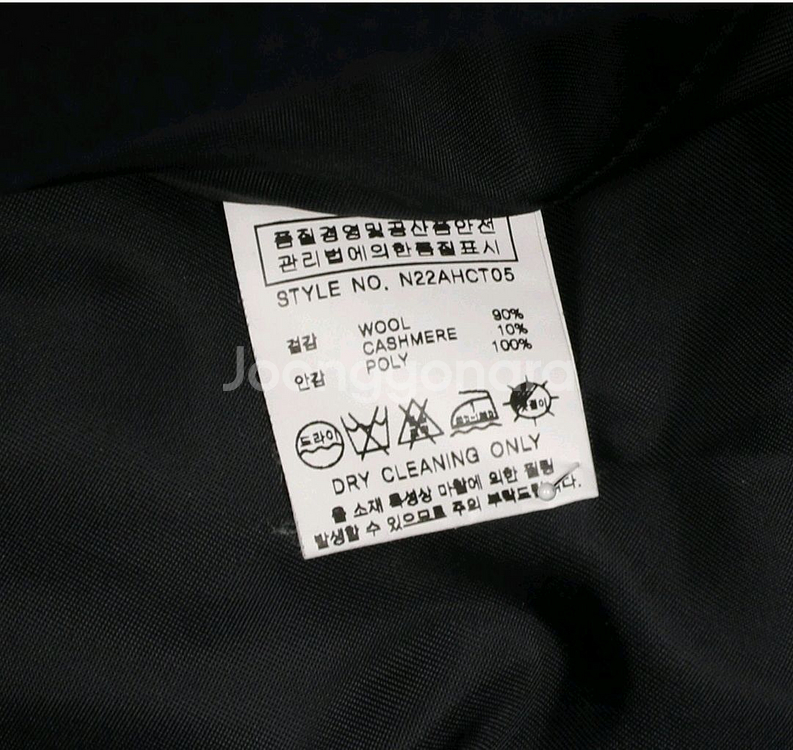 품질경영및공산품안전
관리법에의한품질표시
STYLE NO. N22AHCT05
겉감 WOOL 90%
CASHMERE 10%
안감 POLY 100%
Joonggonara
드라이
DRY CLEANING ONLY
울 소재 특성상 마찰에 의한 필링
발생할 수 있으므로 주의 부탁드립니다.